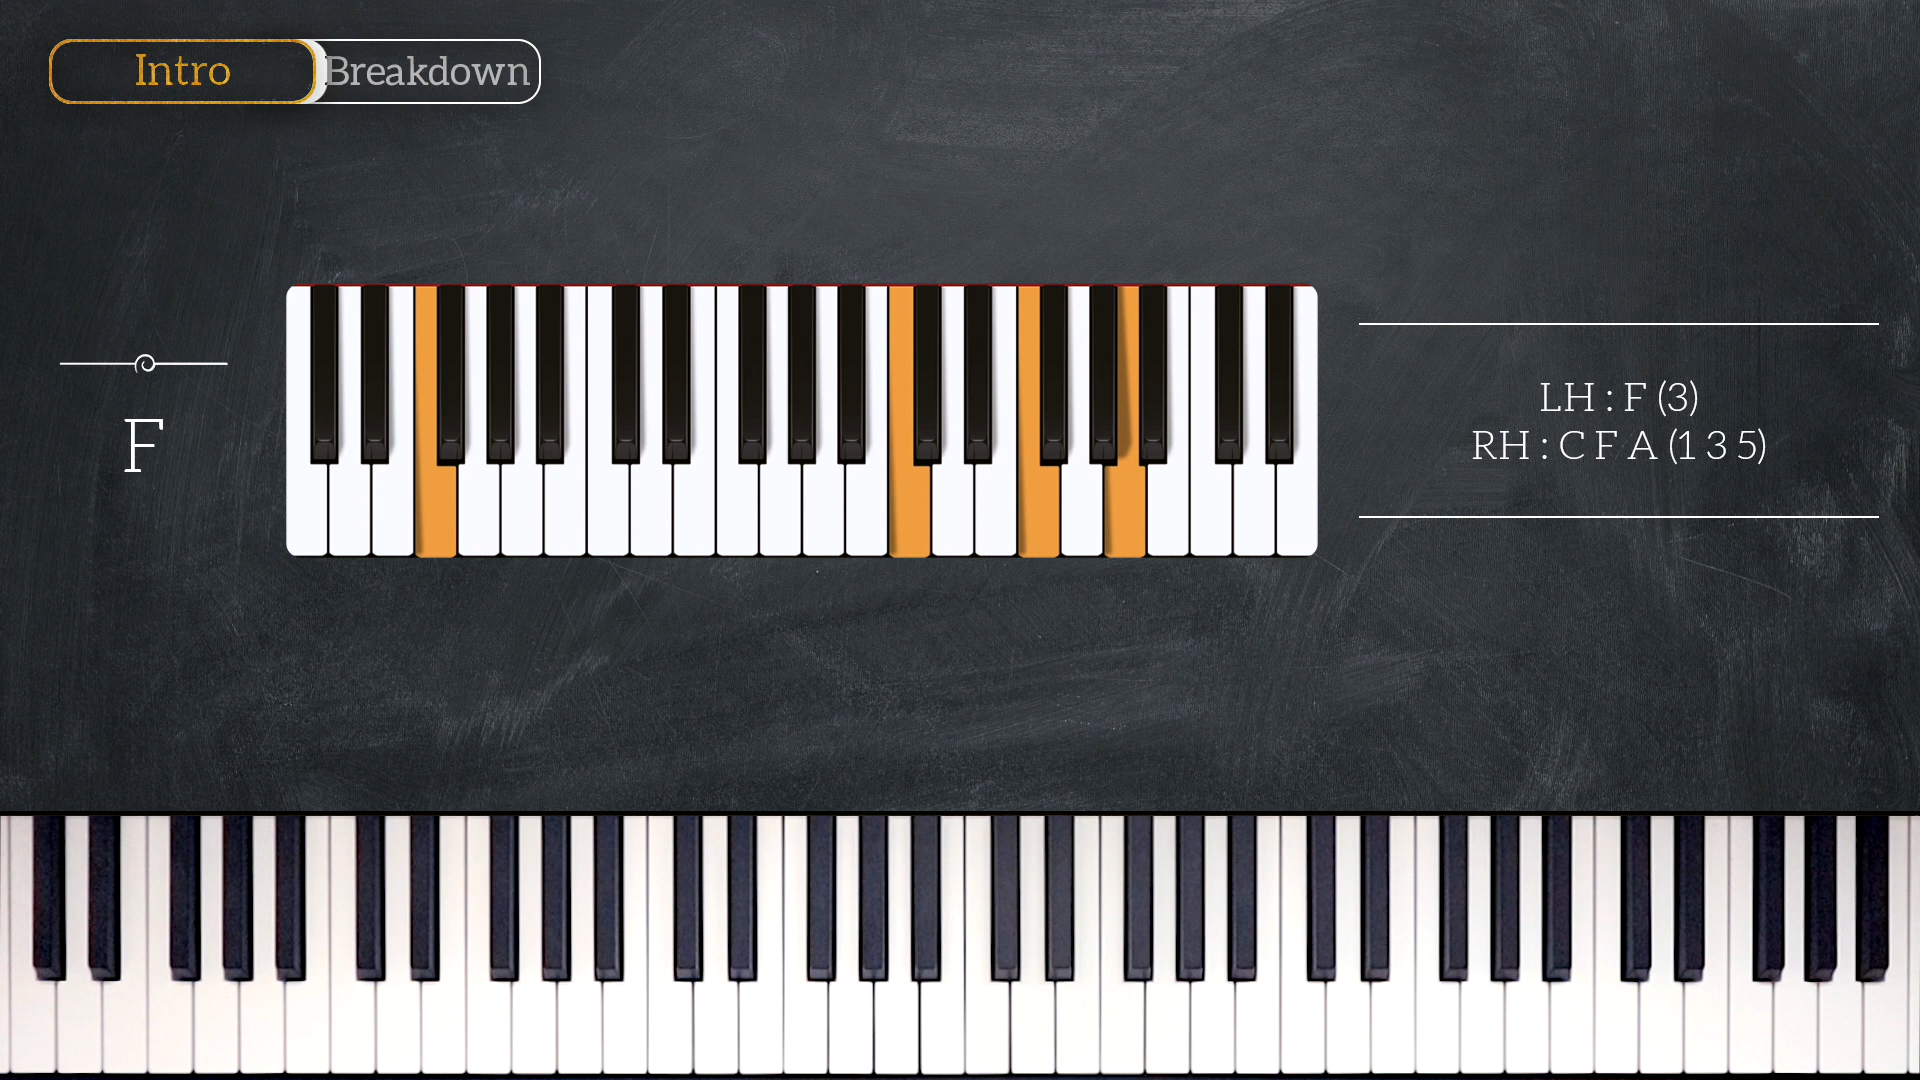 Intro Breakdown
F
LH : F (3)
RH : C F A (1 3 5)